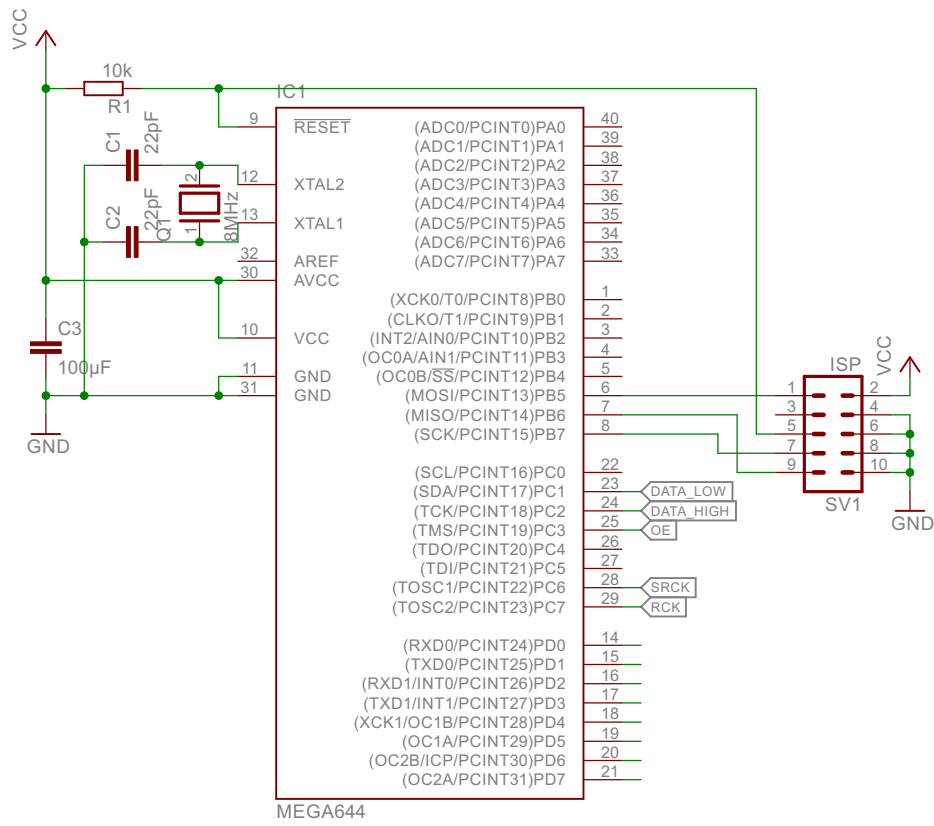 VCC
10k
R1
IC1
C1
22pF
C2
22pF
Q1
2
1
8MHz
9 RESET
12 XTAL2
13 XTAL1
32 AREF
30 AVCC
10 VCC
11 GND
31 GND
C3
100µF
GND
(ADC0/PCINT0)PA0 40
(ADC1/PCINT1)PA1 39
(ADC2/PCINT2)PA2 38
(ADC3/PCINT3)PA3 37
(ADC4/PCINT4)PA4 36
(ADC5/PCINT5)PA5 35
(ADC6/PCINT6)PA6 34
(ADC7/PCINT7)PA7 33
(XCK0/T0/PCINT8)PB0 1
(CLKO/T1/PCINT9)PB1 2
(INT2/AIN0/PCINT10)PB2 3
(OC0A/AIN1/PCINT11)PB3 4
(OC0B/SS/PCINT12)PB4 5
(MOSI/PCINT13)PB5 6
(MISO/PCINT14)PB6 7
(SCK/PCINT15)PB7 8
(SCL/PCINT16)PC0 22
(SDA/PCINT17)PC1 23 DATA_LOW
(TCK/PCINT18)PC2 24 DATA_HIGH
(TMS/PCINT19)PC3 25 OE
(TDO/PCINT20)PC4 26
(TDI/PCINT21)PC5 27
(TOSC1/PCINT22)PC6 28 SRCK
(TOSC2/PCINT23)PC7 29 RCK
(RXD0/PCINT24)PD0 14
(TXD0/PCINT25)PD1 15
(RXD1/INT0/PCINT26)PD2 16
(TXD1/INT1/PCINT27)PD3 17
(XCK1/OC1B/PCINT28)PD4 18
(OC1A/PCINT29)PD5 19
(OC2B/ICP/PCINT30)PD6 20
(OC2A/PCINT31)PD7 21
MEGA644
ISP
VCC
1 2
3 4
5 6
7 8
9 10
SV1
GND